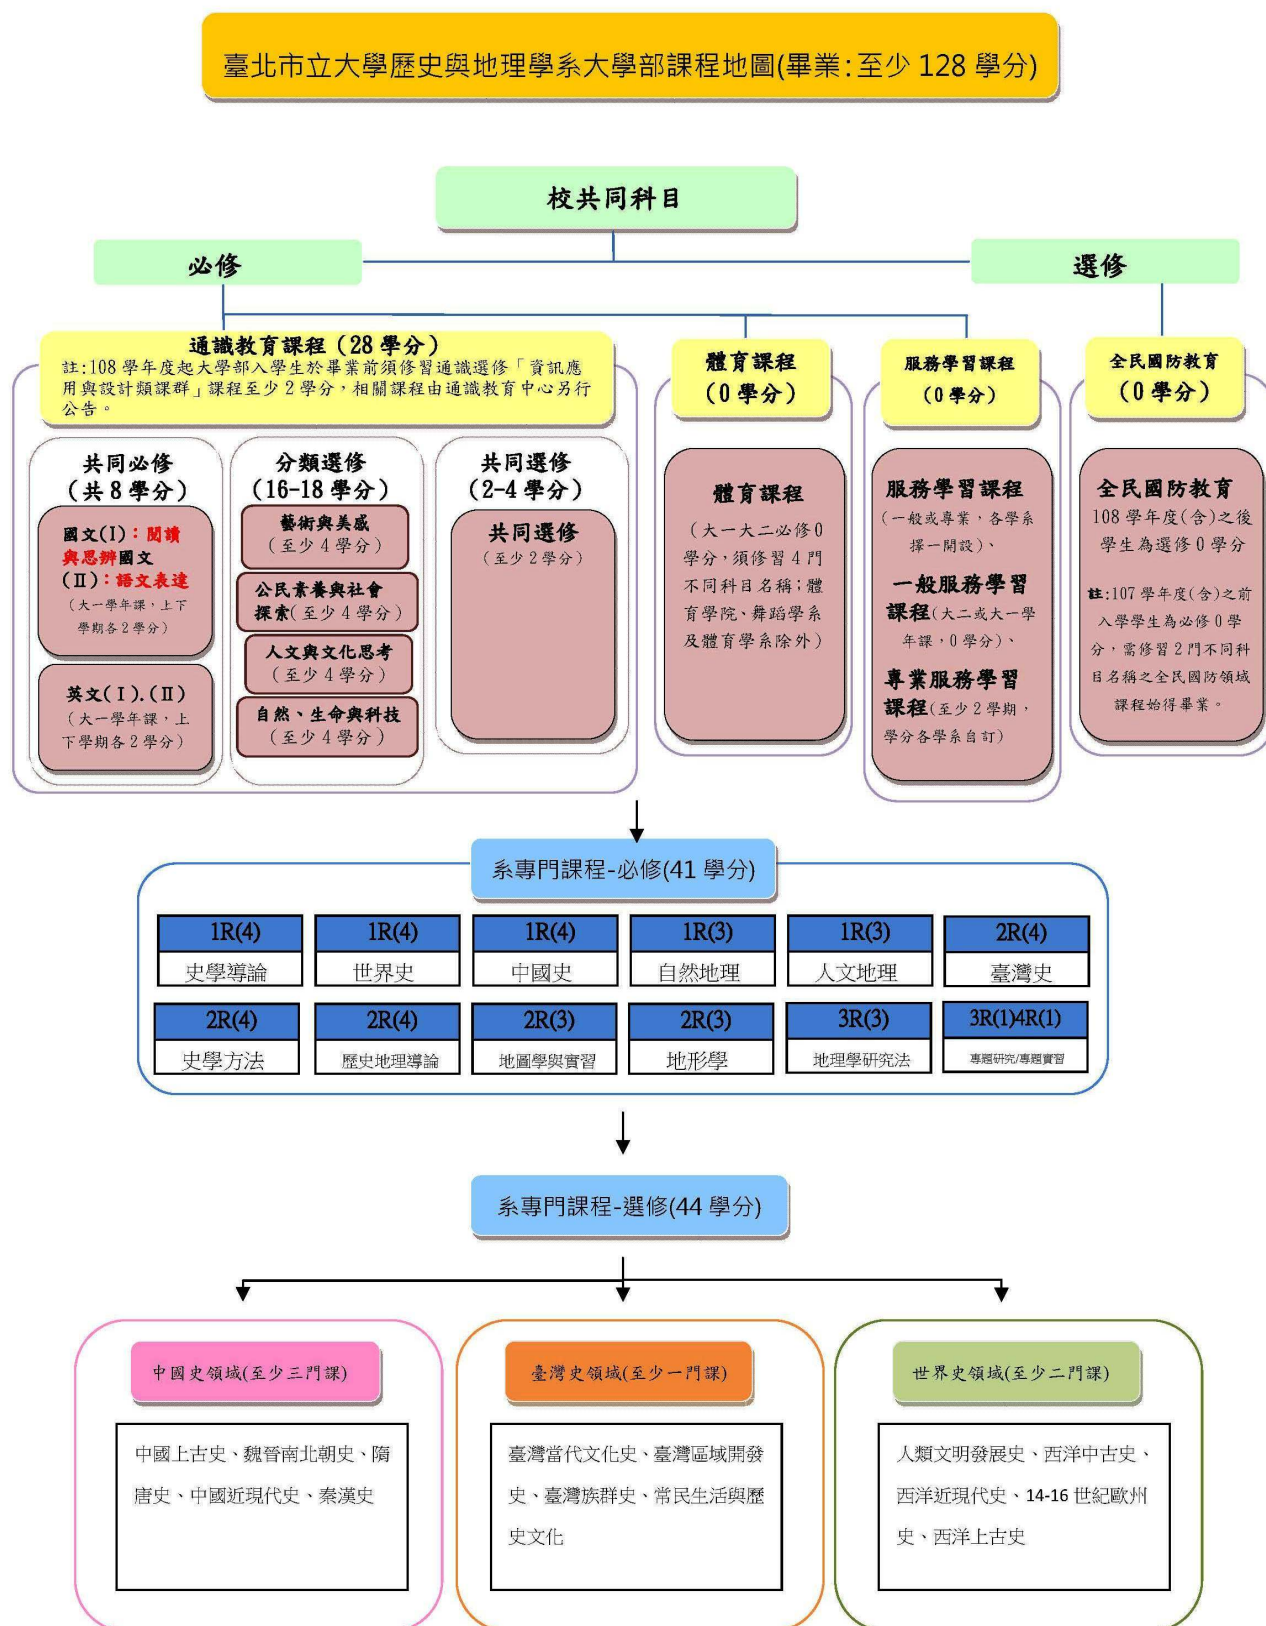 臺北市立大學歷史與地理學系大學部課程地圖(畢業:至少 128 學分)
校共同科目
必修
選修
通識教育課程（28 學分）
註:108 學年度起大學部入學生於畢業前須修習通識選修「資訊應
用與設計類課群」課程至少 2 學分，相關課程由通識教育中心另行
公告。
體育課程
（0 學分）
服務學習課程
（0 學分）
全民國防教育
（0 學分）
共同必修
（共 8 學分）
國文(I)：閱讀
與思辨國文
(II)：語文表達
（大一學年課，上下
學期各 2 學分）
英文(I).(II)
（大一學年課，上
下學期各 2 學分）
分類選修
(16-18 學分)
藝術與美感
（至少 4 學分）
公民素養與社會
探索(至少 4 學分)
人文與文化思考
（至少 4 學分）
自然、生命與科技
（至少 4 學分）
共同選修
(2-4 學分)
共同選修
（至少 2 學分）
體育課程
（大一大二必修 0
學分，須修習 4 門
不同科目名稱；體
育學院、舞蹈學系
及體育學系除外）
服務學習課程
（一般或專業，各學系
擇一開設）、
一般服務學習
課程(大二或大一學
年課，0 學分)、
專業服務學習
課程(至少 2 學期，
學分各學系自訂)
全民國防教育
108 學年度(含)之後
學生為選修 0 學分
註:107 學年度(含)之前
入學學生為必修 0 學
分，需修習 2 門不同科
目名稱之全民國防領域
課程始得畢業。
系專門課程-必修(41 學分)
1R(4) 1R(4) 1R(4) 1R(3) 1R(3) 2R(4)
史學導論 世界史 中國史 自然地理 人文地理 臺灣史
2R(4) 2R(4) 2R(3) 2R(3) 3R(3) 3R(1)4R(1)
史學方法 歷史地理導論 地圖學與實習 地形學 地理學研究法 專題研究/專題實習
系專門課程-選修(44 學分)
中國史領域(至少三門課)
中國上古史、魏晉南北朝史、隋
唐史、中國近現代史、秦漢史
臺灣史領域(至少一門課)
臺灣當代文化史、臺灣區域開發
史、臺灣族群史、常民生活與歷
史文化
世界史領域(至少二門課)
人類文明發展史、西洋中古史、
西洋近現代史、14-16 世紀歐州
史、西洋上古史